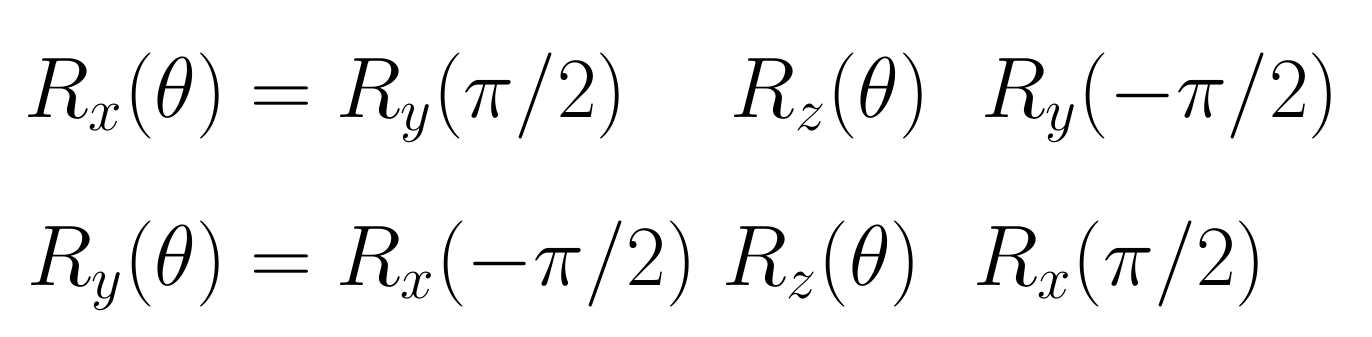 R_x(θ) = R_y(π/2) R_z(θ) R_y(−π/2)
R_y(θ) = R_x(−π/2) R_z(θ) R_x(π/2)